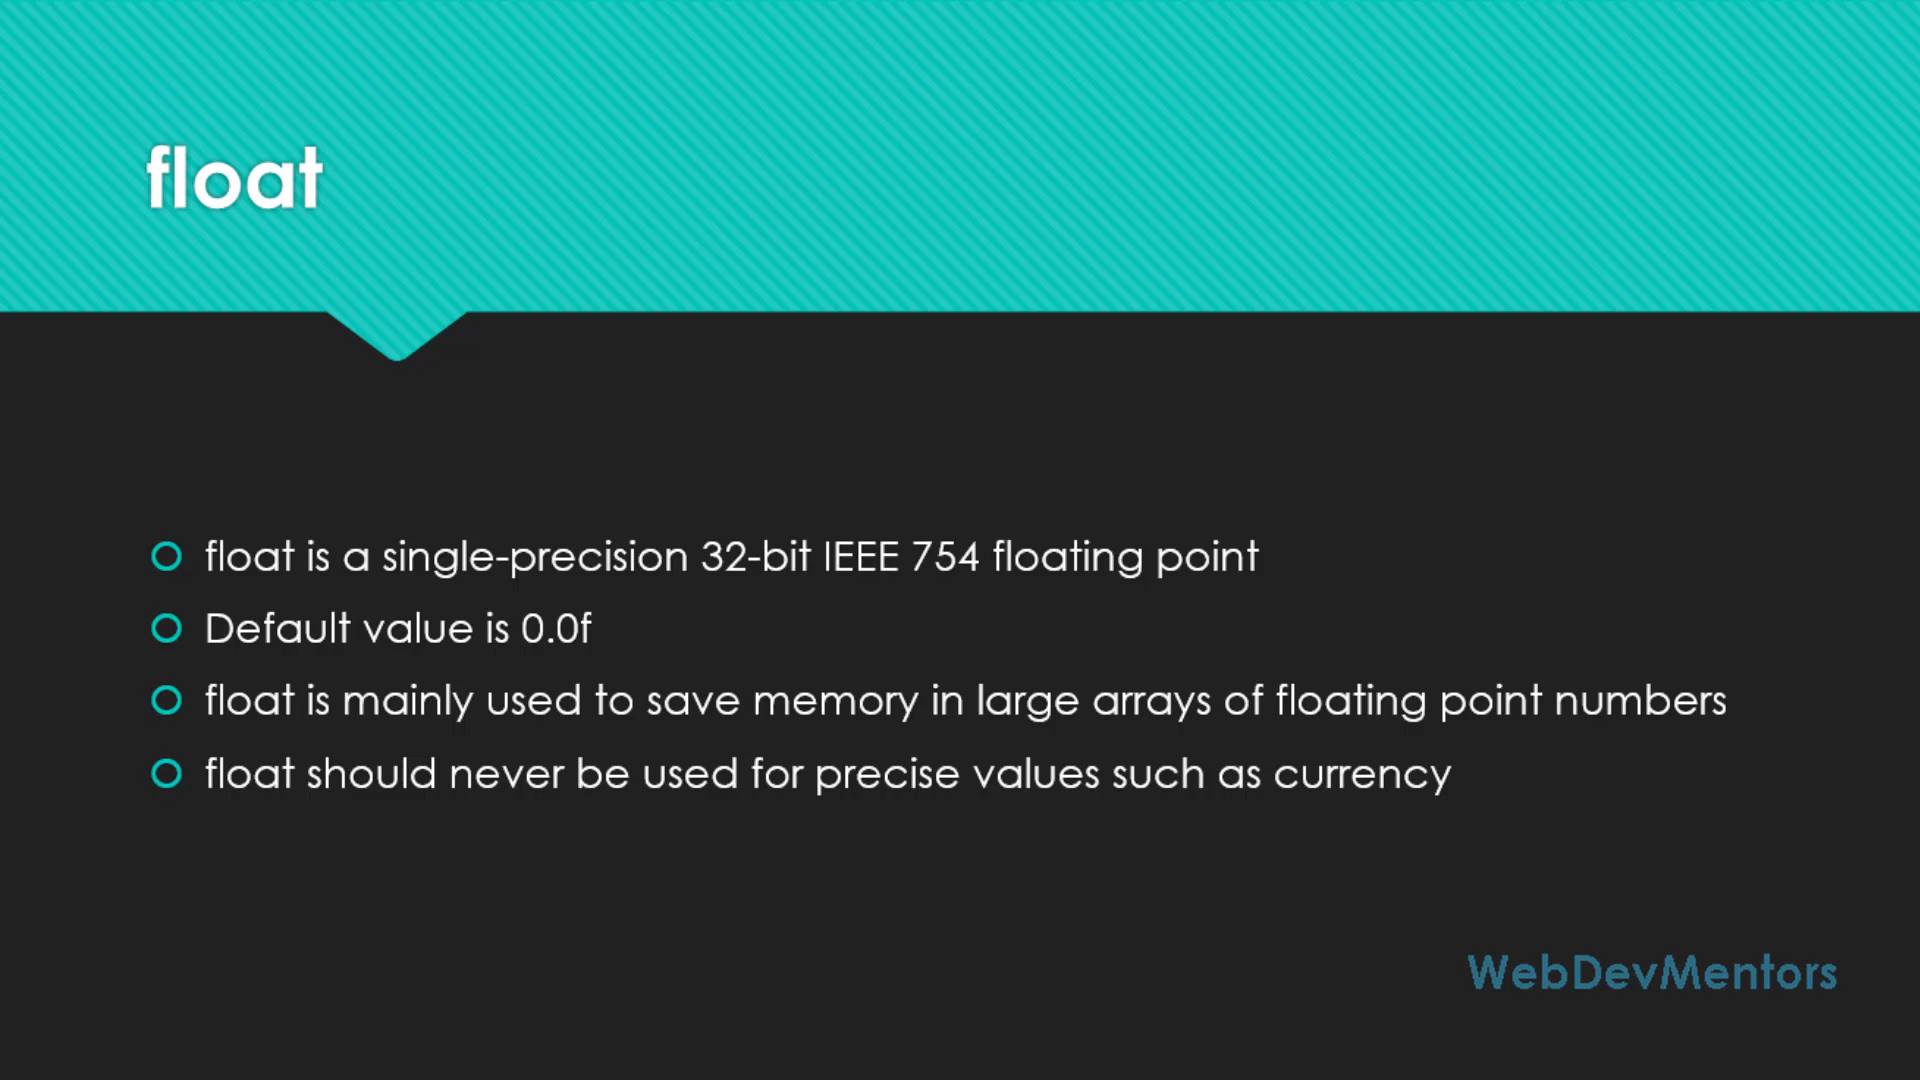 float
float is a single-precision 32-bit IEEE 754 floating point
Default value is 0.0f
float is mainly used to save memory in large arrays of floating point numbers
float should never be used for precise values such as currency
WebDevMentors